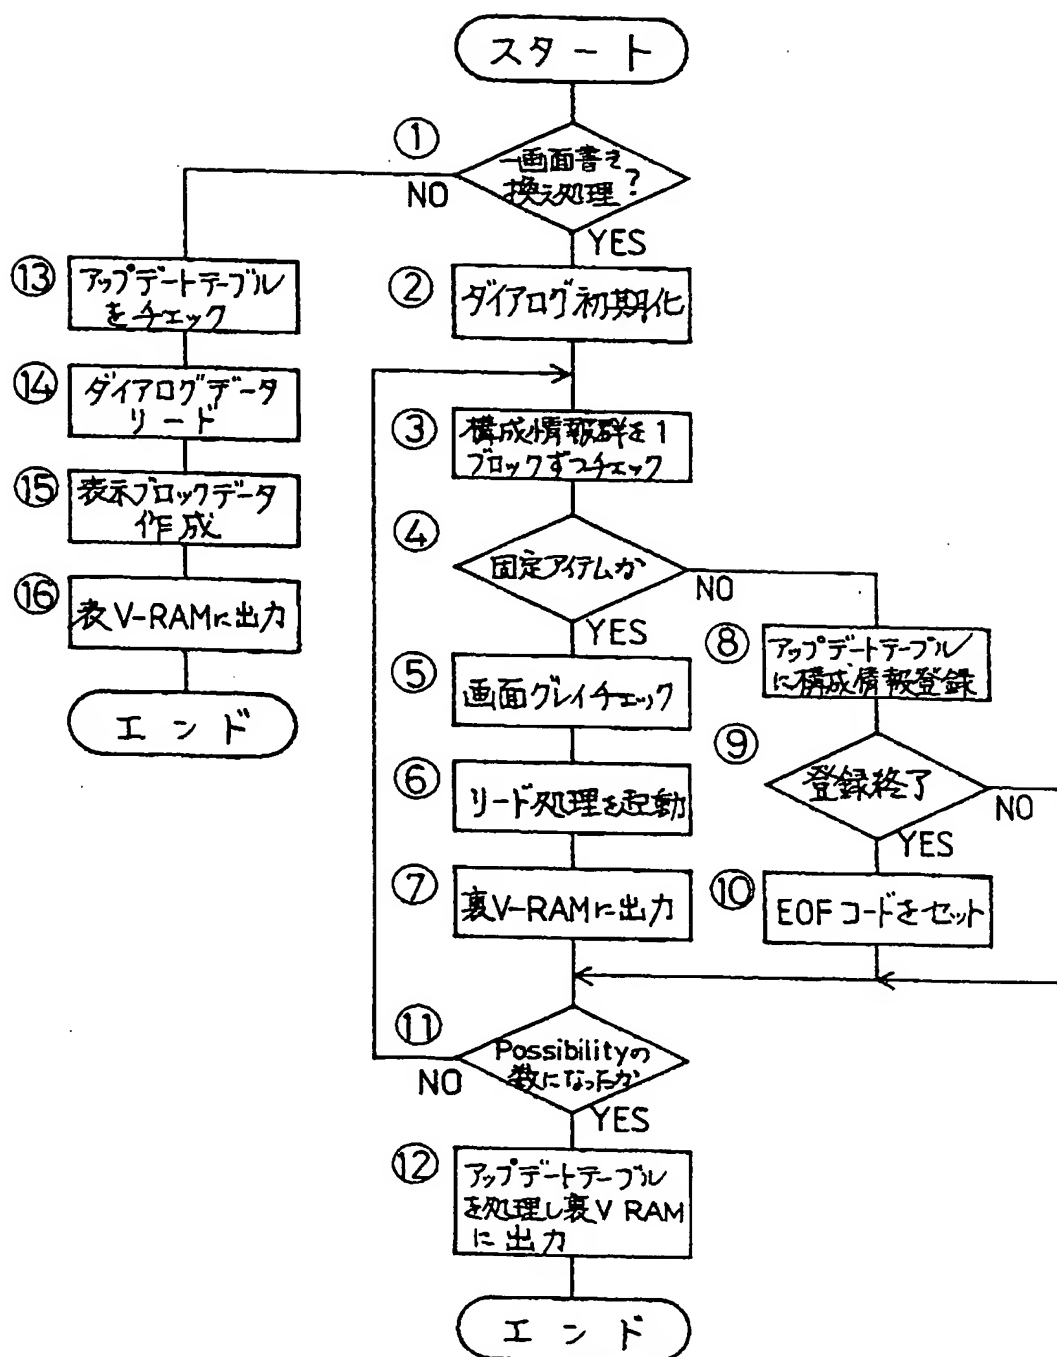 スタート
①
一画面書き
換え処理?
NO
YES
②
ダイアログ初期化
③
構成情報群を1
ブロックずつチェック
④
固定アイテムか
NO
YES
⑤
画面グレイチェック
⑥
リード処理を起動
⑦
裏V-RAMに出力
⑧
アップデートテーブル
に構成情報登録
⑨
登録終了
NO
YES
⑩
EOFコードをセット
⑪
Possibilityの
数になったか
NO
YES
⑫
アップデートテーブル
を処理し裏V RAM
に出力
エンド
⑬
アップデートテーブル
をチェック
⑭
ダイアログデータ
リード
⑮
表示ブロックデータ
作成
⑯
表V-RAMに出力
エンド